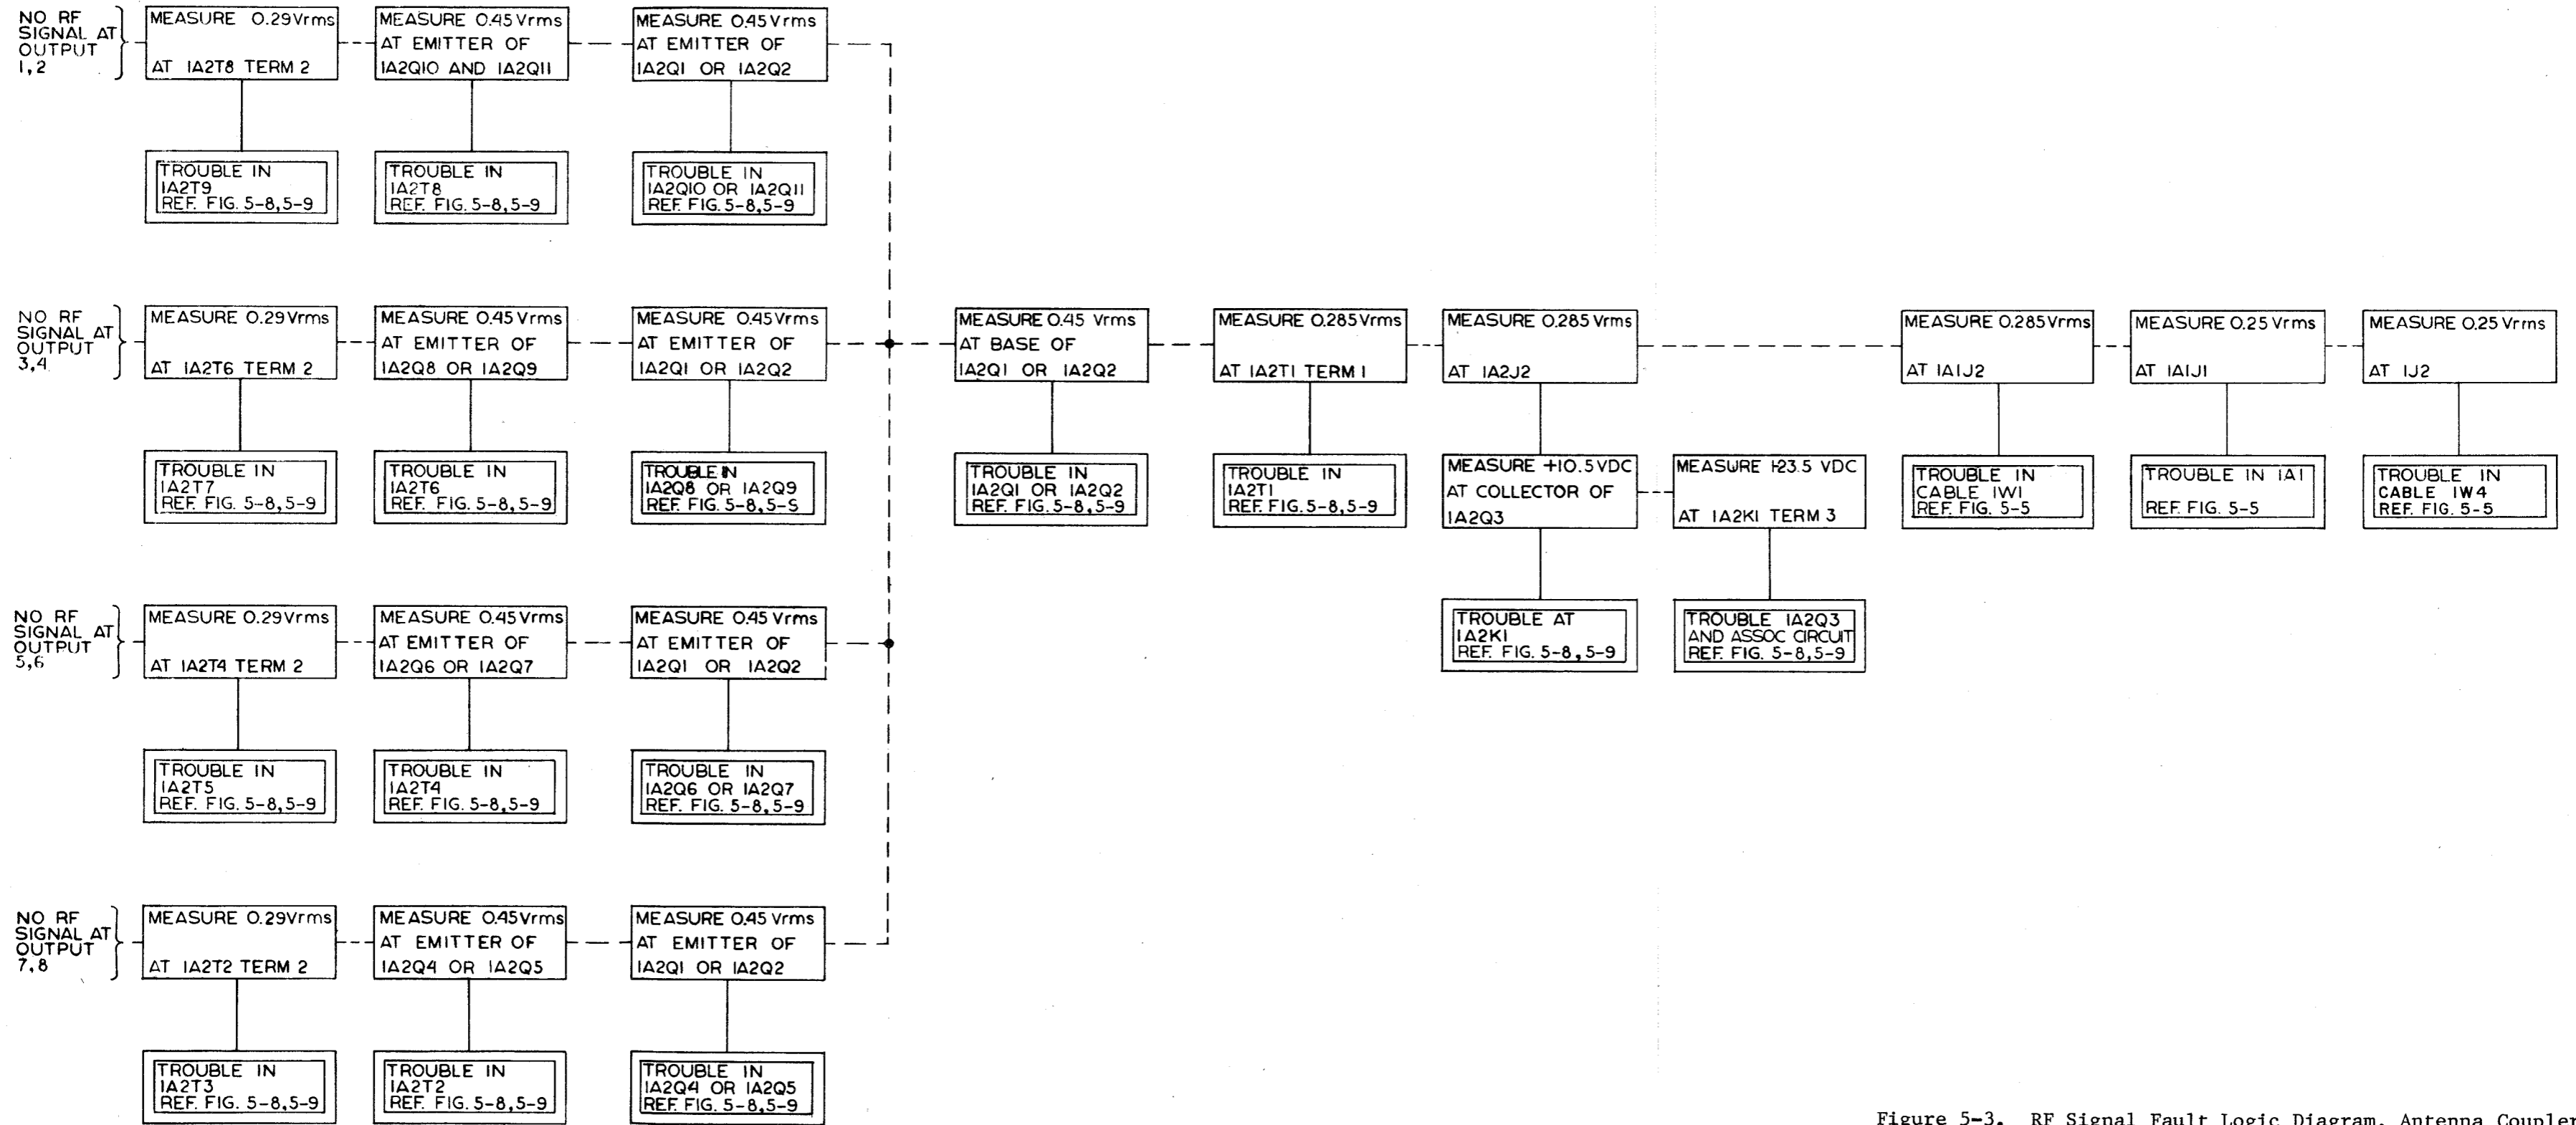 NO RF
SIGNAL AT
OUTPUT
1,2
MEASURE 0.29Vrms
AT 1A2T8 TERM 2
MEASURE 0.45Vrms
AT EMITTER OF
1A2Q10 AND 1A2Q11
MEASURE 0.45Vrms
AT EMITTER OF
1A2Q1 OR 1A2Q2
TROUBLE IN
1A2T9
REF. FIG. 5-8,5-9
TROUBLE IN
1A2T8
REF. FIG. 5-8,5-9
TROUBLE IN
1A2Q10 OR 1A2Q11
REF. FIG. 5-8,5-9
NO RF
SIGNAL AT
OUTPUT
3,4
MEASURE 0.29Vrms
AT 1A2T6 TERM 2
MEASURE 0.45Vrms
AT EMITTER OF
1A2Q8 OR 1A2Q9
MEASURE 0.45Vrms
AT EMITTER OF
1A2Q1 OR 1A2Q2
MEASURE 0.45 Vrms
AT BASE OF
1A2Q1 OR 1A2Q2
MEASURE 0.285Vrms
AT 1A2T1 TERM 1
MEASURE 0.285Vrms
AT 1A2J2
MEASURE 0.285Vrms
AT 1A1J2
MEASURE 0.25 Vrms
AT 1A1J1
MEASURE 0.25 Vrms
AT 1J2
TROUBLE IN
1A2T7
REF. FIG. 5-8,5-9
TROUBLE IN
1A2T6
REF. FIG. 5-8,5-9
TROUBLE IN
1A2Q8 OR 1A2Q9
REF. FIG. 5-8,5-S
TROUBLE IN
1A2Q1 OR 1A2Q2
REF. FIG. 5-8,5-9
TROUBLE IN
1A2T1
REF. FIG. 5-8,5-9
MEASURE +10.5VDC
AT COLLECTOR OF
1A2Q3
MEASURE +23.5 VDC
AT 1A2K1 TERM 3
TROUBLE IN
CABLE 1W1
REF. FIG. 5-5
TROUBLE IN 1A1
REF. FIG. 5-5
TROUBLE IN
CABLE 1W4
REF. FIG. 5-5
TROUBLE AT
1A2K1
REF. FIG. 5-8,5-9
TROUBLE 1A2Q3
AND ASSOC CIRCUIT
REF. FIG. 5-8,5-9
NO RF
SIGNAL AT
OUTPUT
5,6
MEASURE 0.29Vrms
AT 1A2T4 TERM 2
MEASURE 0.45Vrms
AT EMITTER OF
1A2Q6 OR 1A2Q7
MEASURE 0.45 Vrms
AT EMITTER OF
1A2Q1 OR 1A2Q2
TROUBLE IN
1A2T5
REF. FIG. 5-8,5-9
TROUBLE IN
1A2T4
REF. FIG. 5-8,5-9
TROUBLE IN
1A2Q6 OR 1A2Q7
REF. FIG. 5-8,5-9
NO RF
SIGNAL AT
OUTPUT
7,8
MEASURE 0.29Vrms
AT 1A2T2 TERM 2
MEASURE 0.45Vrms
AT EMITTER OF
1A2Q4 OR 1A2Q5
MEASURE 0.45 Vrms
AT EMITTER OF
1A2Q1 OR 1A2Q2
TROUBLE IN
1A2T3
REF. FIG. 5-8,5-9
TROUBLE IN
1A2T2
REF. FIG. 5-8,5-9
TROUBLE IN
1A2Q4 OR 1A2Q5
REF. FIG. 5-8,5-9
Figure 5-3. RF Signal Fault Logic Diagram, Antenna Coupler